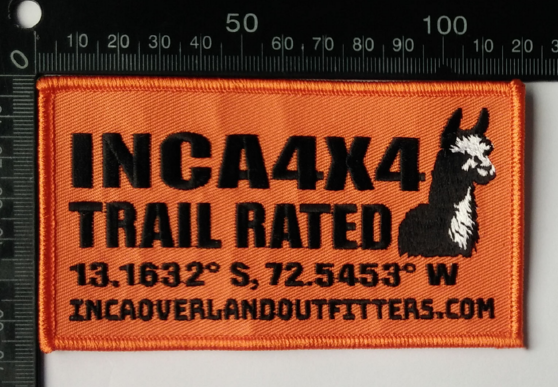 50 100
0 10 20 30 40 60 70 80 90 10 20
INCA4X4
TRAIL RATED
13.1632° S, 72.5453° W
INCAOVERLANDOUTFITTERS.COM